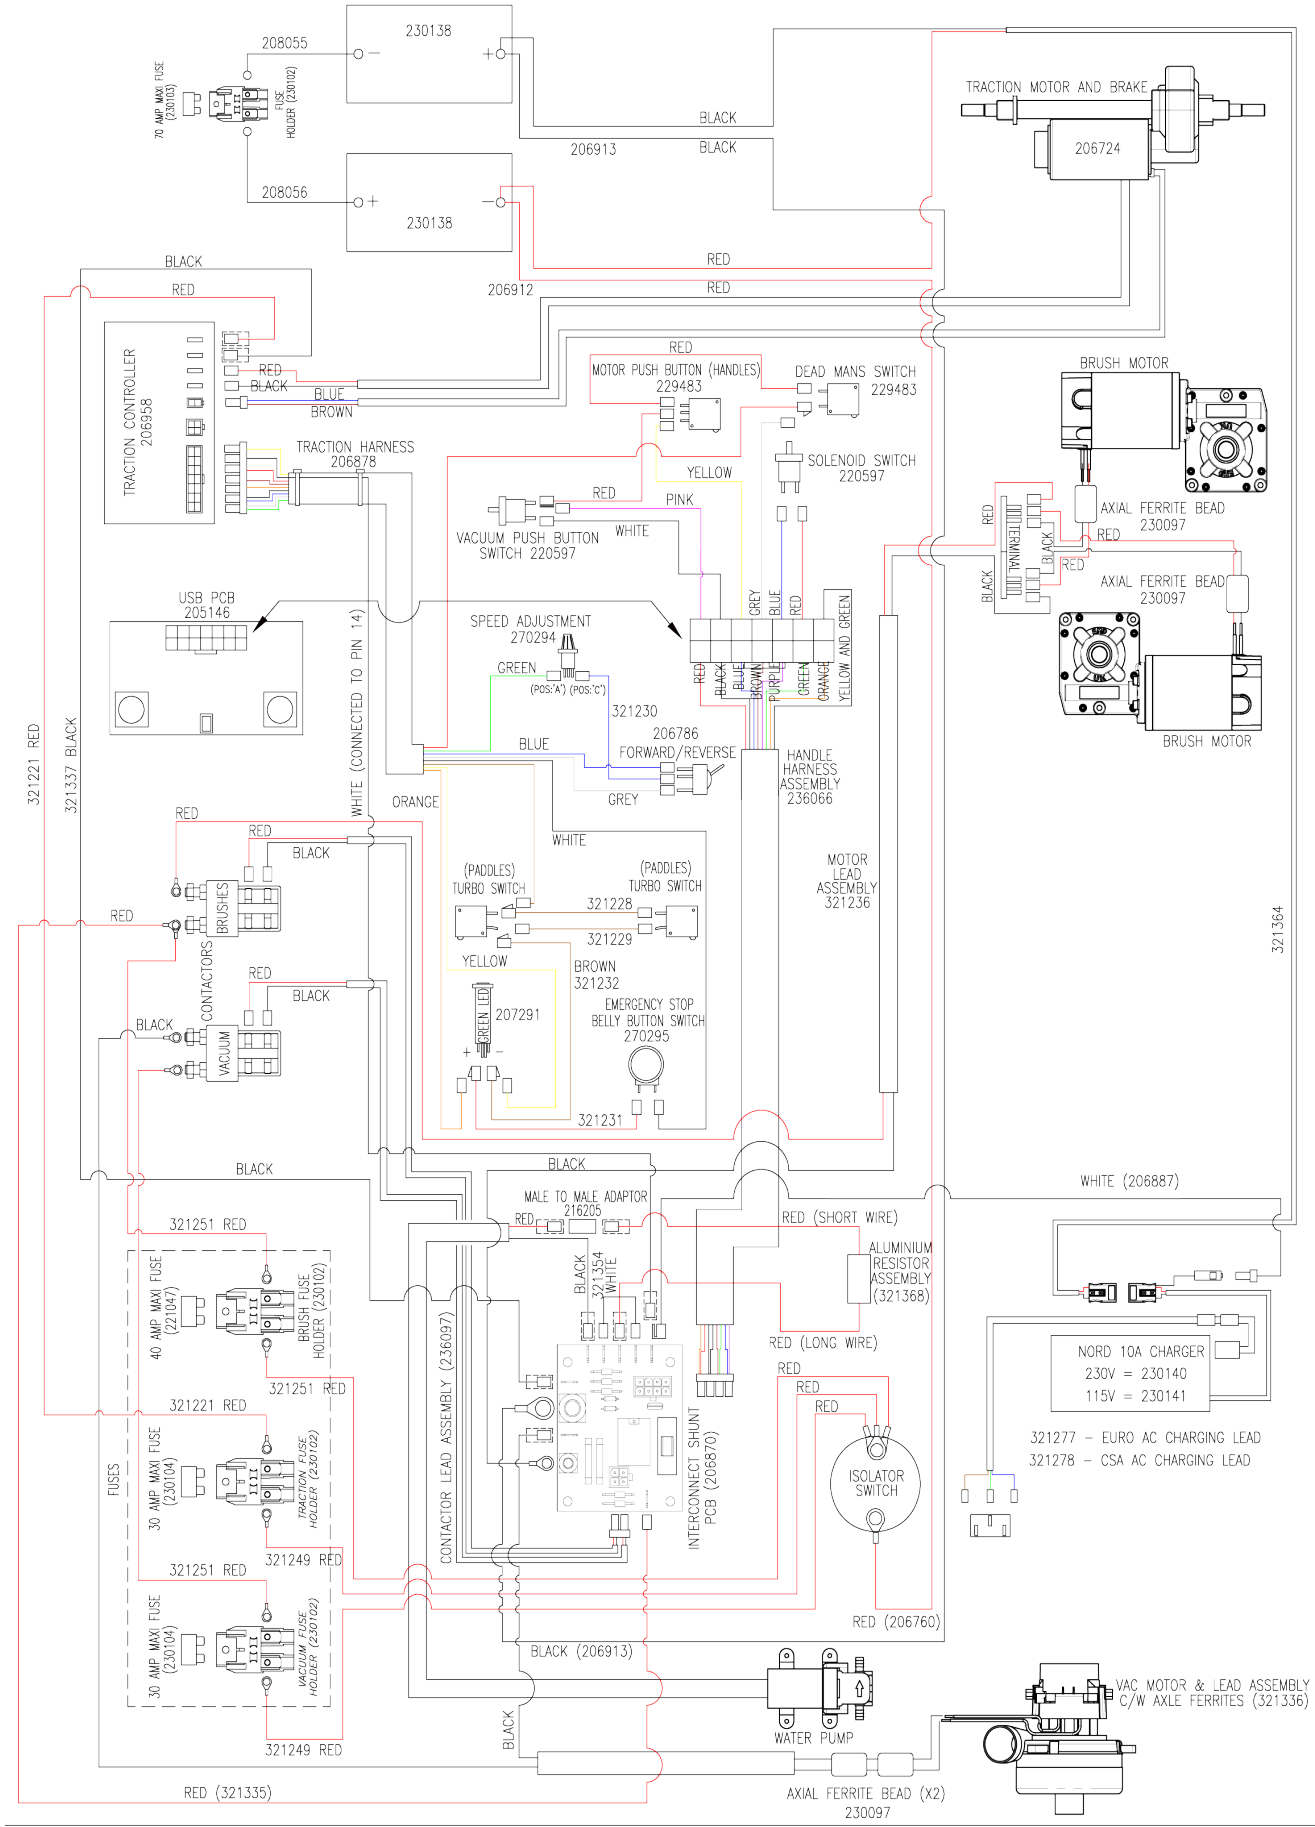 208055
230138
70 AMP MAXI FUSE
(230103)
FUSE
HOLDER (230102)
−
+
BLACK
206913
BLACK
TRACTION MOTOR AND BRAKE
206724
208056
+
−
230138
BLACK
RED
RED
206912
RED
TRACTION CONTROLLER
206958
RED
BLACK
BLUE
BROWN
RED
MOTOR PUSH BUTTON (HANDLES)
229483
DEAD MANS SWITCH
229483
BRUSH MOTOR
TRACTION HARNESS
206878
YELLOW
SOLENOID SWITCH
220597
RED
PINK
WHITE
VACUUM PUSH BUTTON
SWITCH 220597
RED
BLACK
TERMINAL
BLACK
AXIAL FERRITE BEAD
230097
RED
RED
AXIAL FERRITE BEAD
230097
BRUSH MOTOR
USB PCB
205146
WHITE (CONNECTED TO PIN 14)
SPEED ADJUSTMENT
270294
GREEN
(POS:'A') (POS:'C')
321230
GREY
BLUE
RED
RED
BLACK
BLUE
BROWN
PURPLE
GREEN
ORANGE
YELLOW AND GREEN
206786
FORWARD/REVERSE
BLUE
GREY
ORANGE
WHITE
HANDLE
HARNESS
ASSEMBLY
236066
321221 RED
321337 BLACK
RED
RED
BLACK
BRUSHES
RED
CONTACTORS
RED
BLACK
BLACK
VACUUM
(PADDLES)
TURBO SWITCH
(PADDLES)
TURBO SWITCH
321228
321229
YELLOW
BROWN
321232
GREEN LED
207291
+
−
EMERGENCY STOP
BELLY BUTTON SWITCH
270295
321231
MOTOR
LEAD
ASSEMBLY
321236
321364
BLACK
BLACK
MALE TO MALE ADAPTOR
216205
RED
RED (SHORT WIRE)
WHITE (206887)
321251 RED
BLACK
321354
WHITE
ALUMINIUM
RESISTOR
ASSEMBLY
(321368)
RED (LONG WIRE)
40 AMP MAXI FUSE
(221047)
BRUSH FUSE
HOLDER (230102)
321251 RED
321221 RED
CONTACTOR LEAD ASSEMBLY (236097)
RED
RED
RED
NORD 10A CHARGER
230V = 230140
115V = 230141
321277 - EURO AC CHARGING LEAD
321278 - CSA AC CHARGING LEAD
FUSES
30 AMP MAXI FUSE
(230104)
TRACTION FUSE
HOLDER (230102)
321249 RED
321251 RED
INTERCONNECT SHUNT
PCB (206870)
ISOLATOR
SWITCH
RED (206760)
30 AMP MAXI FUSE
(230104)
VACUUM FUSE
HOLDER (230102)
321249 RED
BLACK (206913)
BLACK
WATER PUMP
VAC MOTOR & LEAD ASSEMBLY
C/W AXLE FERRITES (321336)
RED (321335)
AXIAL FERRITE BEAD (X2)
230097